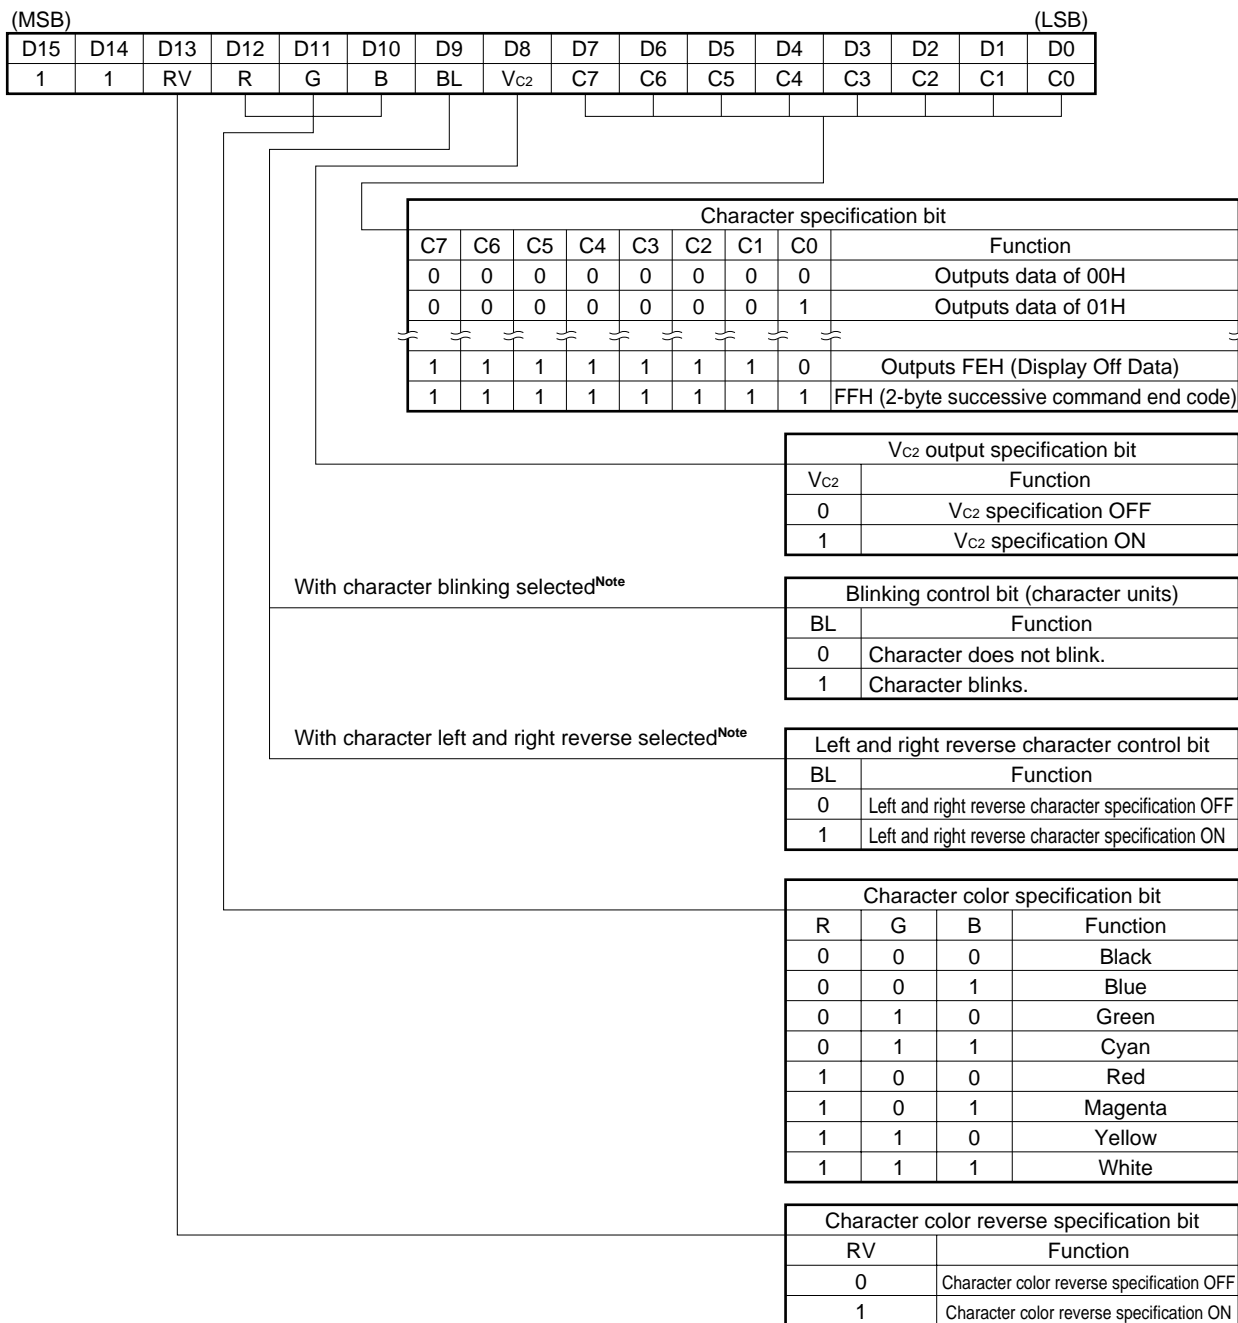 (MSB) (LSB)
D15 D14 D13 D12 D11 D10 D9 D8 D7 D6 D5 D4 D3 D2 D1 D0
1 1 RV R G B BL VC2 C7 C6 C5 C4 C3 C2 C1 C0
Character specification bit
C7 C6 C5 C4 C3 C2 C1 C0 Function
0 0 0 0 0 0 0 0 Outputs data of 00H
0 0 0 0 0 0 0 1 Outputs data of 01H
1 1 1 1 1 1 1 0 Outputs FEH (Display Off Data)
1 1 1 1 1 1 1 1 FFH (2-byte successive command end code)
VC2 output specification bit
VC2 Function
0 VC2 specification OFF
1 VC2 specification ON
With character blinking selectedNote
Blinking control bit (character units)
BL Function
0 Character does not blink.
1 Character blinks.
With character left and right reverse selectedNote
Left and right reverse character control bit
BL Function
0 Left and right reverse character specification OFF
1 Left and right reverse character specification ON
Character color specification bit
R G B Function
0 0 0 Black
0 0 1 Blue
0 1 0 Green
0 1 1 Cyan
1 0 0 Red
1 0 1 Magenta
1 1 0 Yellow
1 1 1 White
Character color reverse specification bit
RV Function
0 Character color reverse specification OFF
1 Character color reverse specification ON